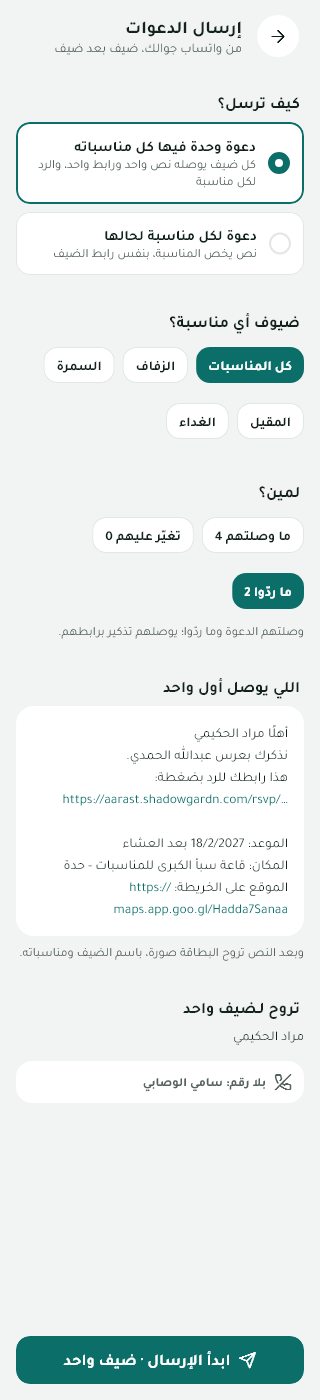 إرسال الدعوات
من واتساب جوالك، ضيف بعد ضيف
كيف ترسل؟
دعوة وحدة فيها كل مناسباته
كل ضيف يوصله نص واحد ورابط واحد، والرد
لكل مناسبة
دعوة لكل مناسبة لحالها
نص يخص المناسبة، بنفس رابط الضيف
ضيوف أي مناسبة؟
كل المناسبات
الزفاف
السمرة
المقيل
الغداء
لمين؟
ما وصلتهم 4
تغيّر عليهم 0
ما ردّوا 2
وصلتهم الدعوة وما ردّوا؛ يوصلهم تذكير برابطهم.
اللي يوصل أول واحد
أهلًا مراد الحكيمي
نذكرك بعرس عبدالله الحمدي.
هذا رابطك للرد بضغطة:
https://aarast.shadowgardn.com/rsvp/…
الموعد: 18/2/2027 بعد العشاء
المكان: قاعة سبأ الكبرى للمناسبات - حدة
الموقع على الخريطة: https://
maps.app.goo.gl/Hadda7Sanaa
وبعد النص تروح البطاقة صورة، باسم الضيف ومناسباته.
تروح لضيف واحد
مراد الحكيمي
بلا رقم: سامي الوصابي
ابدأ الإرسال · ضيف واحد